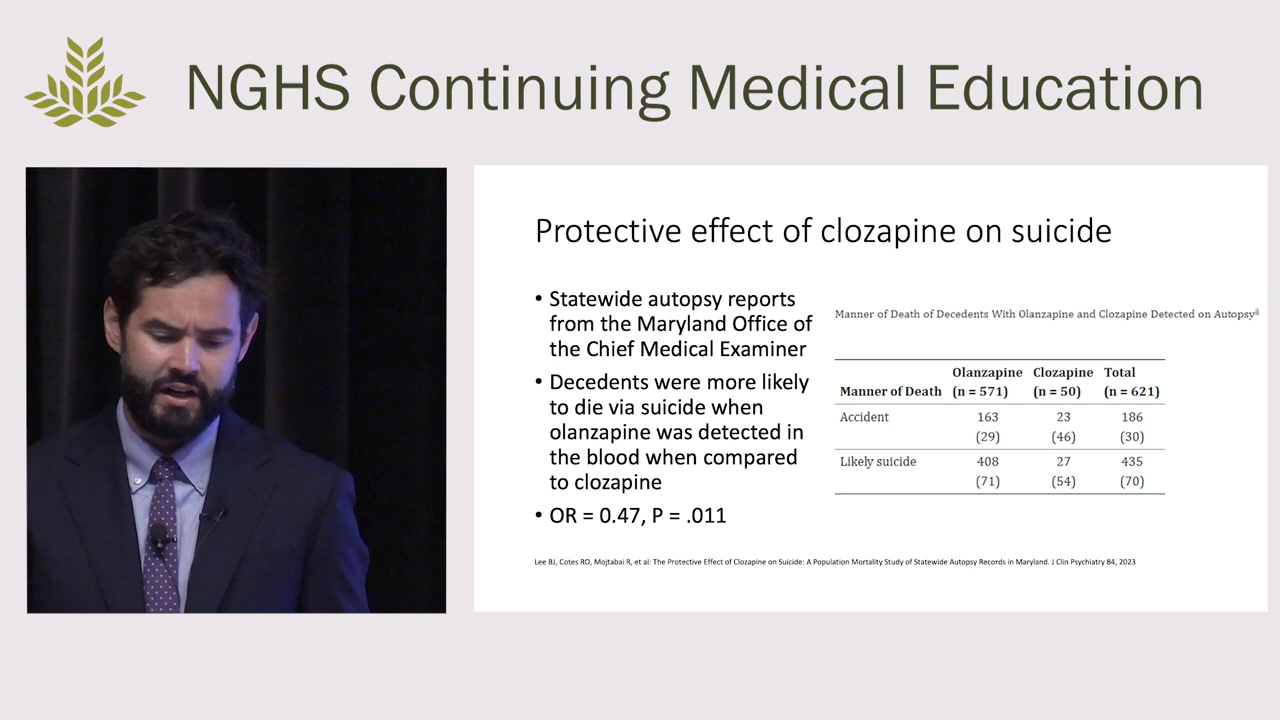 NGHS Continuing Medical Education
Protective effect of clozapine on suicide
• Statewide autopsy reports
from the Maryland Office of
the Chief Medical Examiner
• Decedents were more likely
to die via suicide when
olanzapine was detected in
the blood when compared
to clozapine
• OR = 0.47, P = .011
Manner of Death of Decedents With Olanzapine and Clozapine Detected on Autopsyª
Olanzapine Clozapine Total
Manner of Death (n = 571) (n = 50) (n = 621)
Accident 163 23 186
(29) (46) (30)
Likely suicide 408 27 435
(71) (54) (70)
Lee BJ, Cotes RO, Mojtabai R, et al: The Protective Effect of Clozapine on Suicide: A Population Mortality Study of Statewide Autopsy Records in Maryland. J Clin Psychiatry 84, 2023